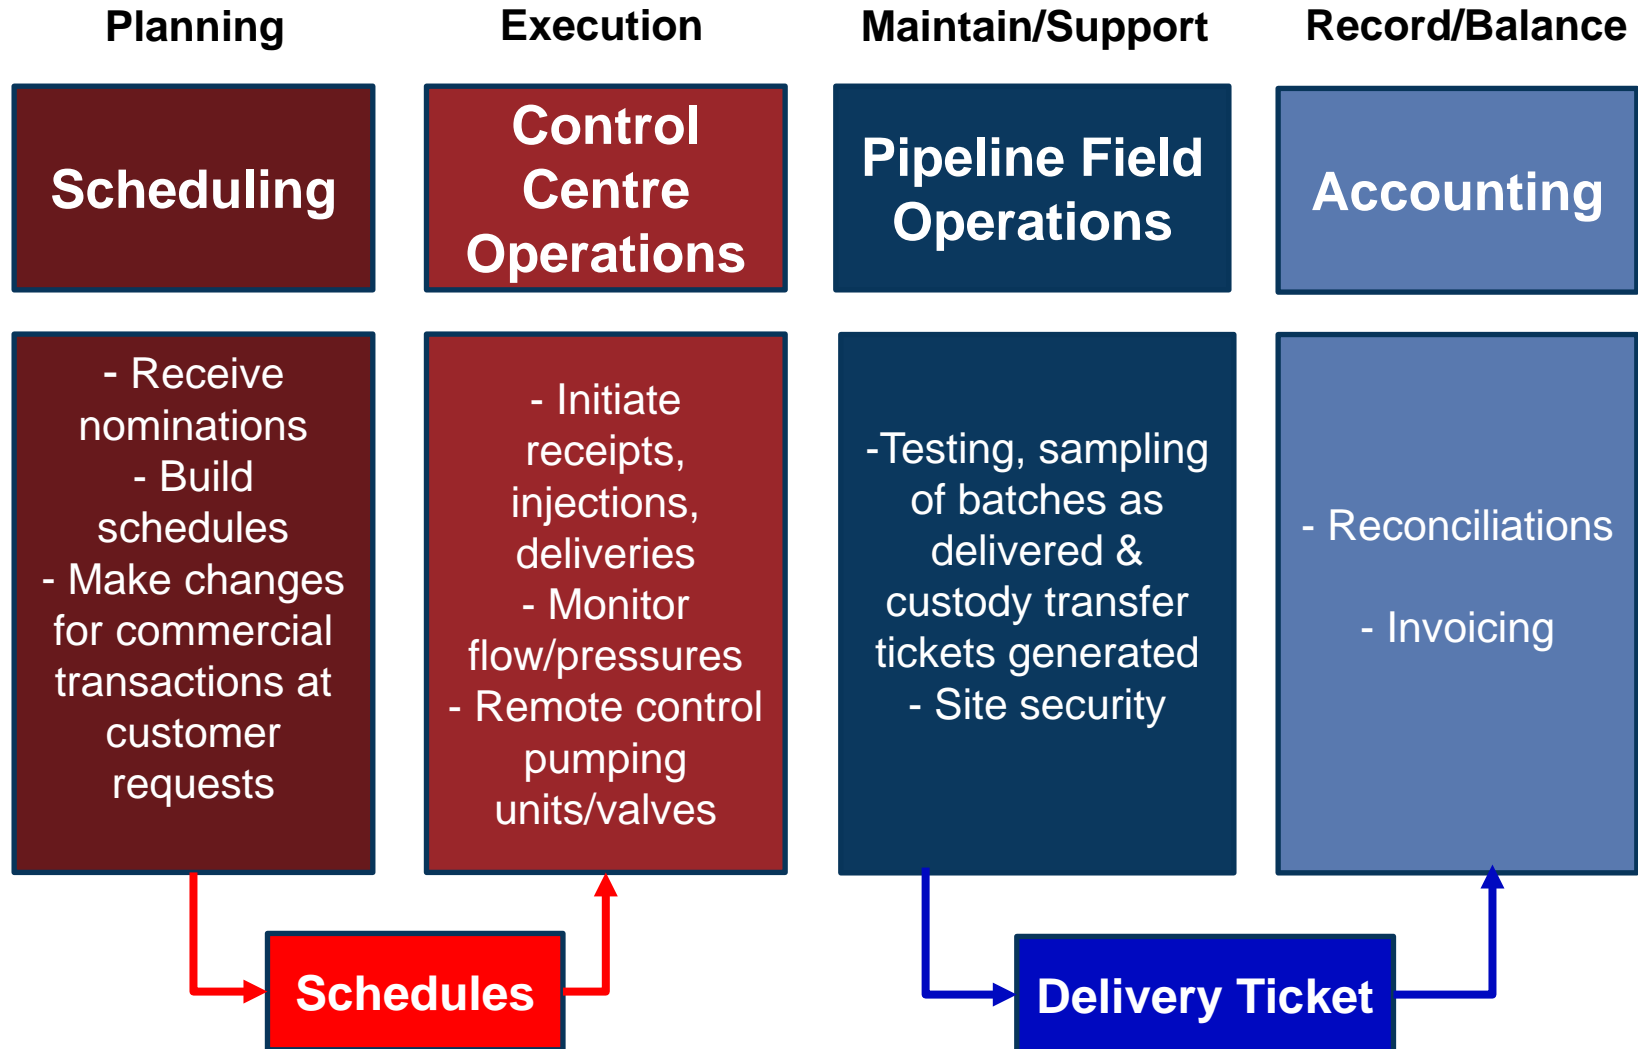 Planning
Execution
Maintain/Support
Record/Balance
Scheduling
Control
Centre
Operations
Pipeline Field
Operations
Accounting
- Receive
nominations
- Build
schedules
- Make changes
for commercial
transactions at
customer
requests
- Initiate
receipts,
injections,
deliveries
- Monitor
flow/pressures
- Remote control
pumping
units/valves
-Testing, sampling
of batches as
delivered &
custody transfer
tickets generated
- Site security
- Reconciliations
- Invoicing
Schedules
Delivery Ticket